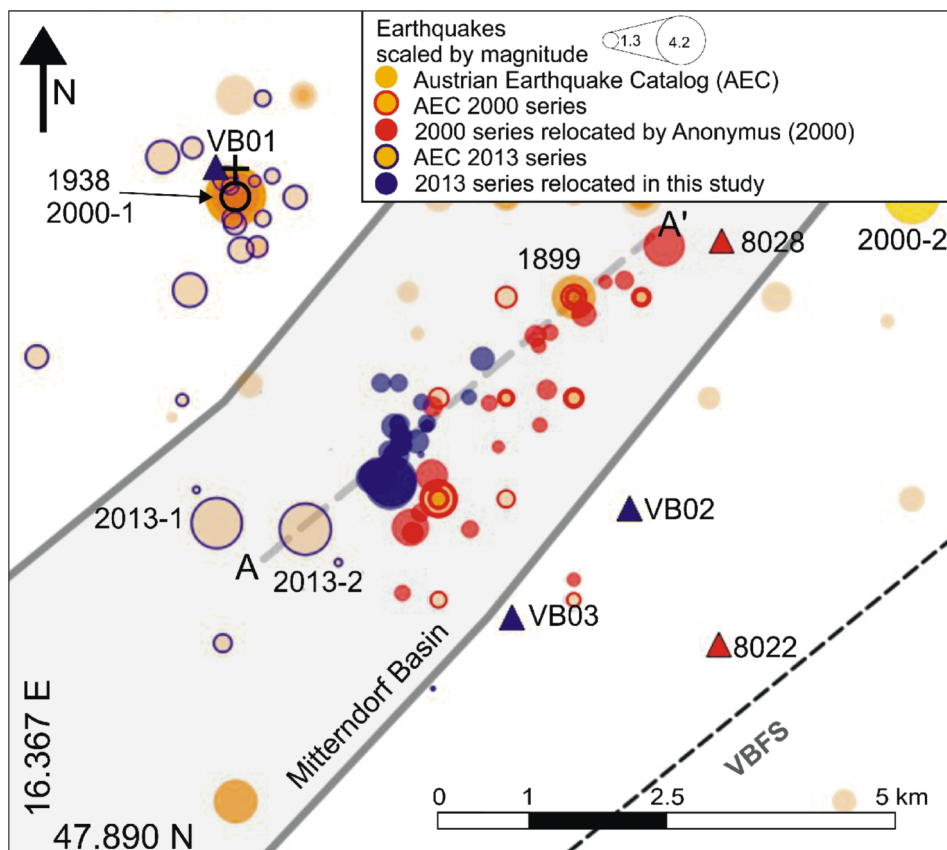 Earthquakes
scaled by magnitude
1.3
4.2
Austrian Earthquake Catalog (AEC)
AEC 2000 series
2000 series relocated by Anonymus (2000)
AEC 2013 series
2013 series relocated in this study
N
VB01
1938
2000-1
A'
8028
2000-2
1899
2013-1
A
2013-2
VB02
VB03
8022
Mitterndorf Basin
VBFS
16.367 E
47.890 N
0
1
2.5
5 km